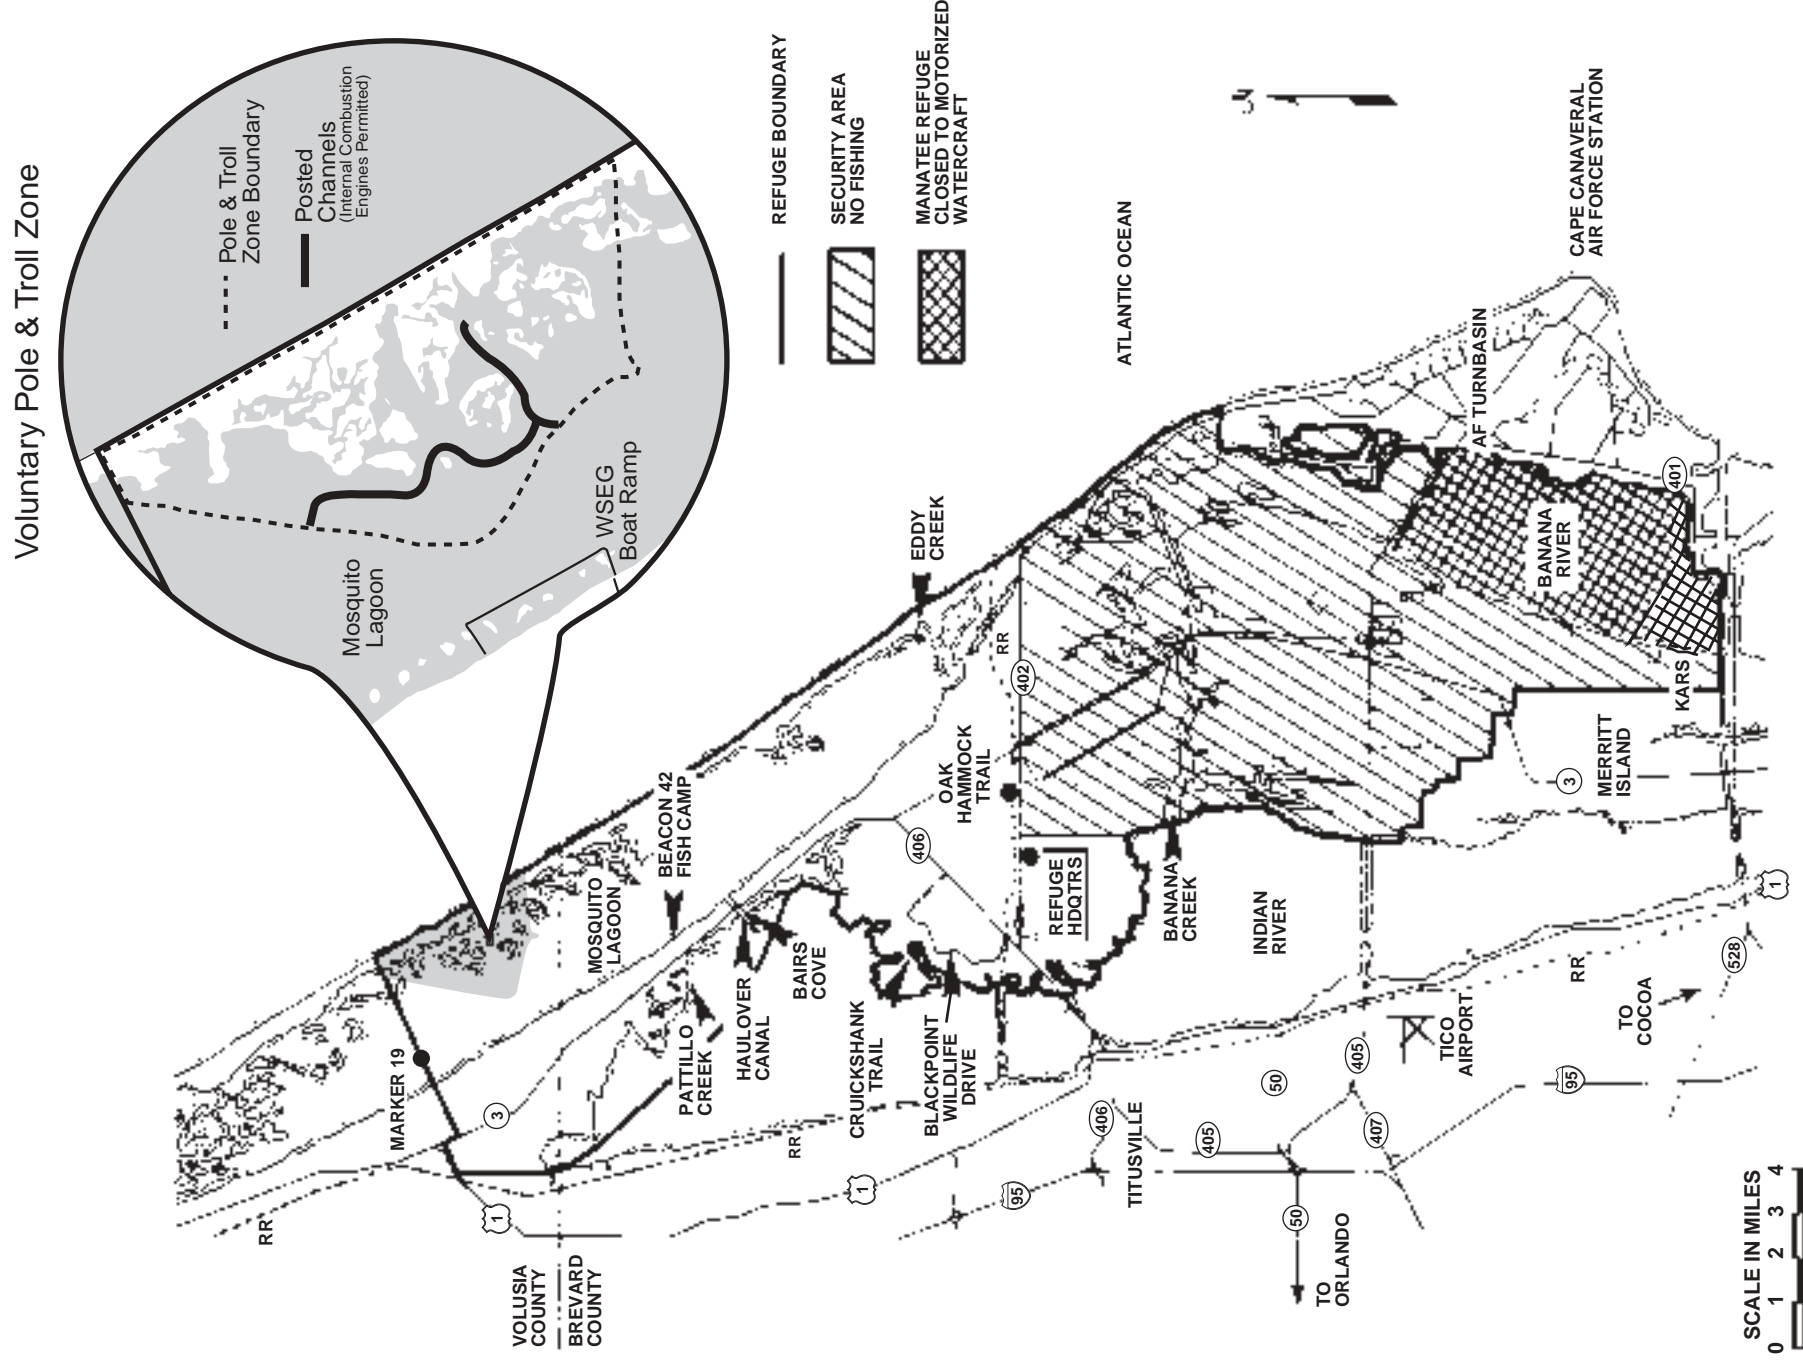 Voluntary Pole & Troll Zone
Pole & Troll
Zone Boundary
Posted
Channels
(Internal Combustion
Engines Permitted)
Mosquito
Lagoon
WSEG
Boat Ramp
REFUGE BOUNDARY
SECURITY AREA
NO FISHING
MANATEE REFUGE
CLOSED TO MOTORIZED
WATERCRAFT
ATLANTIC OCEAN
CAPE CANAVERAL
AIR FORCE STATION
AF TURNBASIN
401
BANANA
RIVER
KARS
EDDY
CREEK
RR
402
OAK
HAMMOCK
TRAIL
MERRITT
ISLAND
3
BEACON 42
FISH CAMP
406
REFUGE
HDQTRS
BANANA
CREEK
INDIAN
RIVER
1
528
RR
TO
COCOA
MOSQUITO
LAGOON
BAIRS
COVE
HAULOVER
CANAL
PATTILLO
CREEK
CRUICKSHANK
TRAIL
BLACKPOINT
WILDLIFE
DRIVE
MARKER 19
3
RR
1
95
406
TITUSVILLE
405
50
405
407
TICO
AIRPORT
95
RR
1
50
TO
ORLANDO
VOLUSIA
COUNTY
BREVARD
COUNTY
SCALE IN MILES
0 1 2 3 4